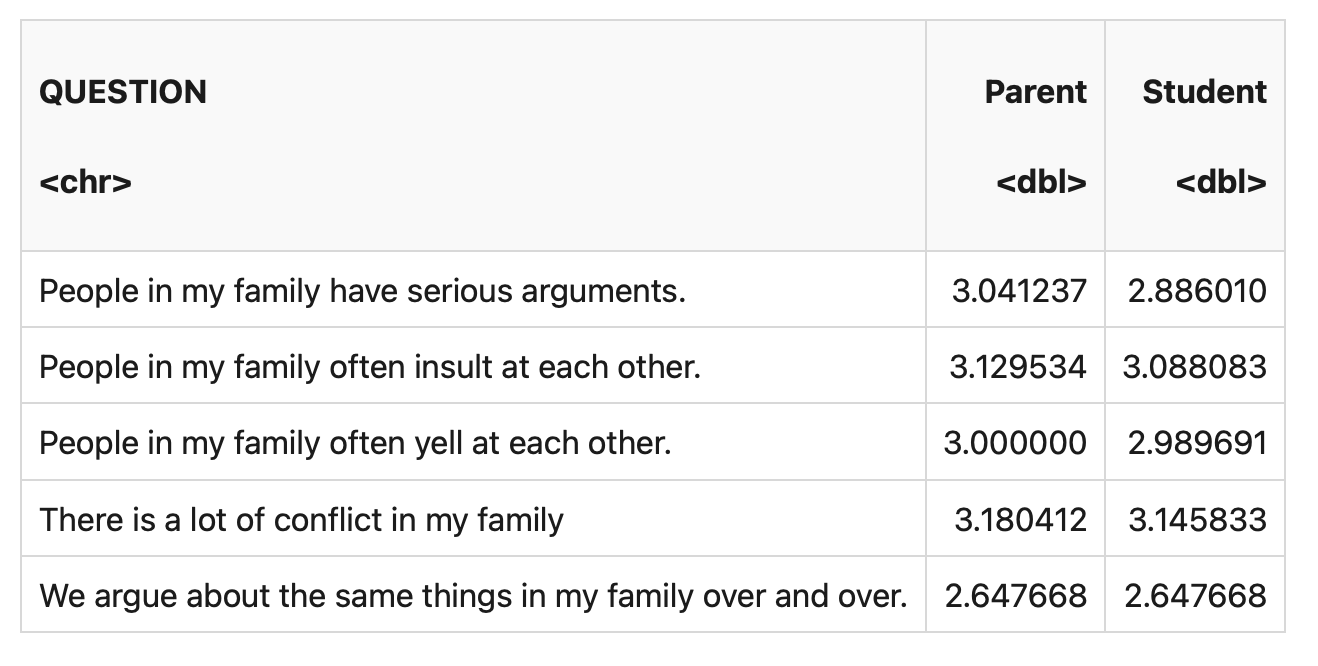 QUESTION Parent Student
<chr> <dbl> <dbl>
People in my family have serious arguments. 3.041237 2.886010
People in my family often insult at each other. 3.129534 3.088083
People in my family often yell at each other. 3.000000 2.989691
There is a lot of conflict in my family 3.180412 3.145833
We argue about the same things in my family over and over. 2.647668 2.647668